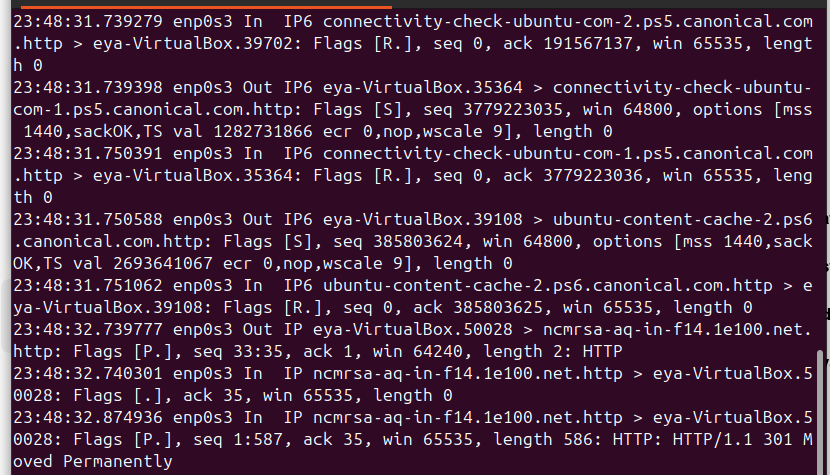 23:48:31.739279 enp0s3 In  IP6 connectivity-check-ubuntu-com-2.ps5.canonical.com
.http > eya-VirtualBox.39702: Flags [R.], seq 0, ack 191567137, win 65535, lengt
h 0
23:48:31.739398 enp0s3 Out IP6 eya-VirtualBox.35364 > connectivity-check-ubuntu-
com-1.ps5.canonical.com.http: Flags [S], seq 3779223035, win 64800, options [mss
 1440,sackOK,TS val 1282731866 ecr 0,nop,wscale 9], length 0
23:48:31.750391 enp0s3 In  IP6 connectivity-check-ubuntu-com-1.ps5.canonical.com
.http > eya-VirtualBox.35364: Flags [R.], seq 0, ack 3779223036, win 65535, leng
th 0
23:48:31.750588 enp0s3 Out IP6 eya-VirtualBox.39108 > ubuntu-content-cache-2.ps6
.canonical.com.http: Flags [S], seq 385803624, win 64800, options [mss 1440,sack
OK,TS val 2693641067 ecr 0,nop,wscale 9], length 0
23:48:31.751062 enp0s3 In  IP6 ubuntu-content-cache-2.ps6.canonical.com.http > e
ya-VirtualBox.39108: Flags [R.], seq 0, ack 385803625, win 65535, length 0
23:48:32.739777 enp0s3 Out IP eya-VirtualBox.50028 > ncmrsa-aq-in-f14.1e100.net.
http: Flags [P.], seq 33:35, ack 1, win 64240, length 2: HTTP
23:48:32.740301 enp0s3 In  IP ncmrsa-aq-in-f14.1e100.net.http > eya-VirtualBox.5
0028: Flags [.], ack 35, win 65535, length 0
23:48:32.874936 enp0s3 In  IP ncmrsa-aq-in-f14.1e100.net.http > eya-VirtualBox.5
0028: Flags [P.], seq 1:587, ack 35, win 65535, length 586: HTTP: HTTP/1.1 301 M
oved Permanently